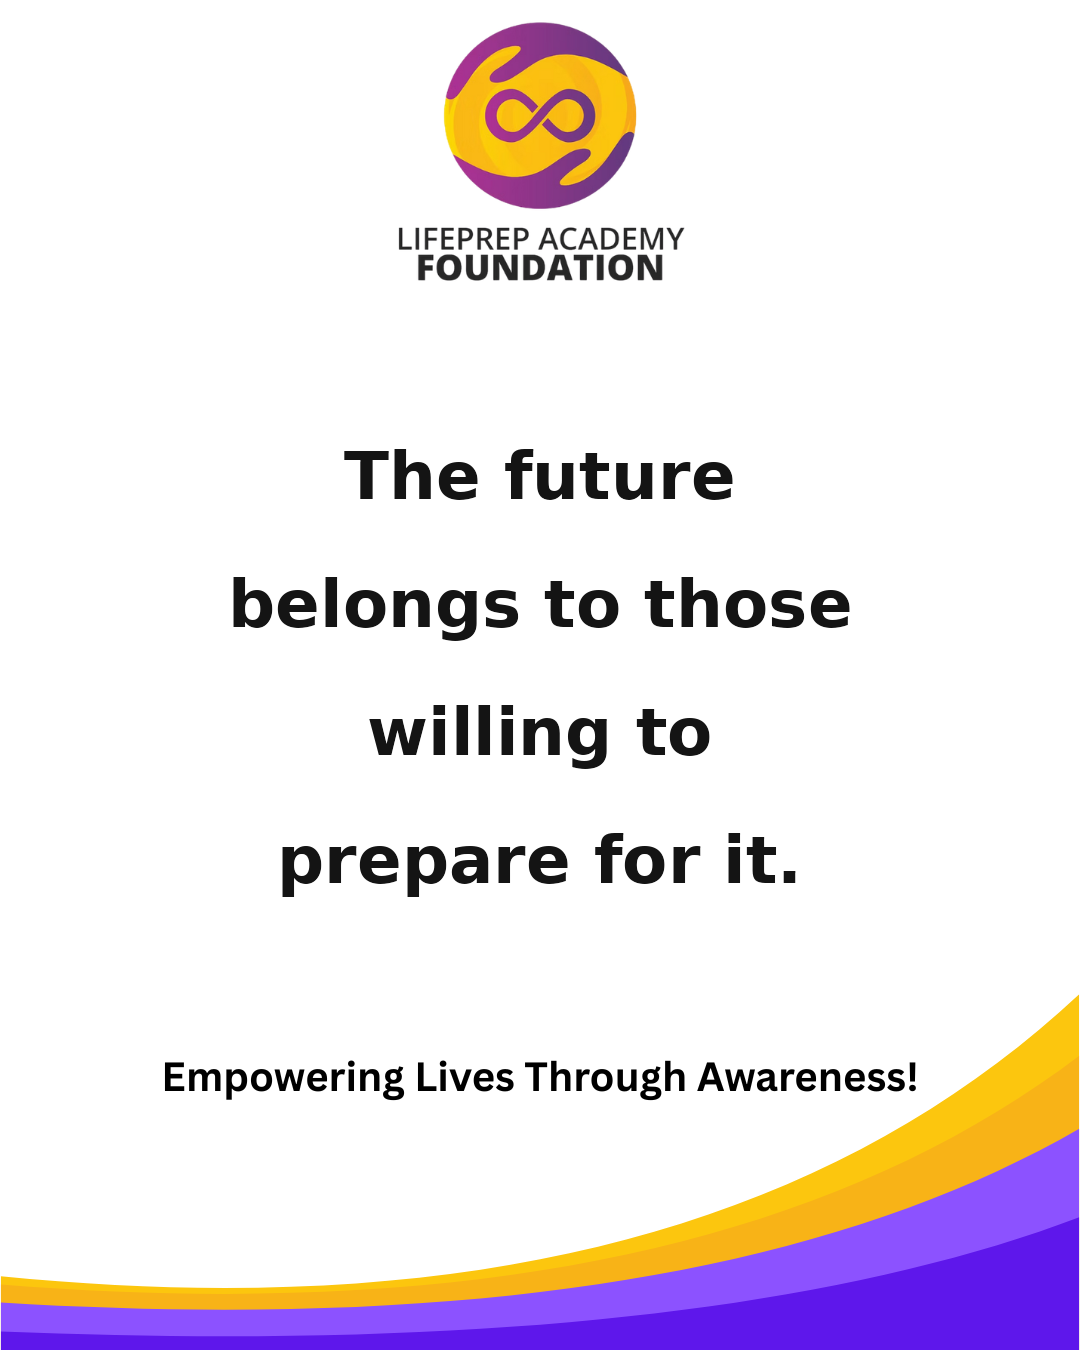 LIFEPREP ACADEMY
FOUNDATION
The future
belongs to those
willing to
prepare for it.
Empowering Lives Through Awareness!